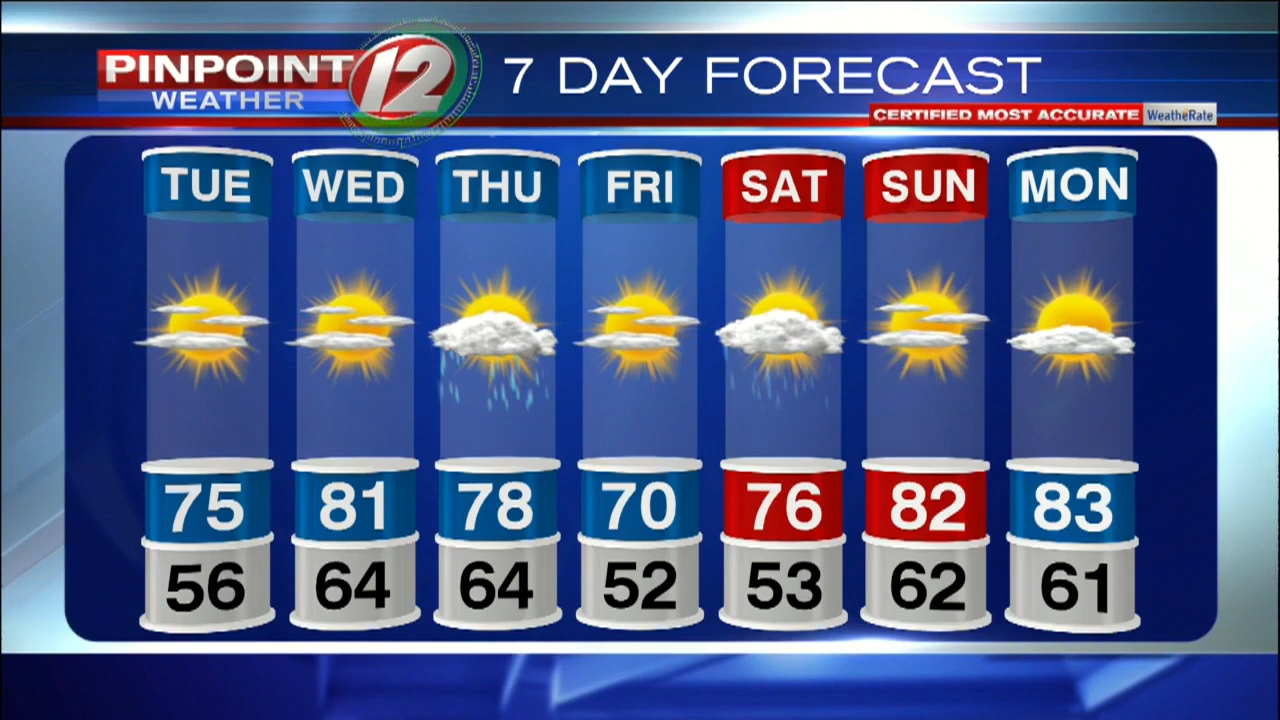 PINPOINT 12
WEATHER
7 DAY FORECAST
CERTIFIED MOST ACCURATE WeatheRate
TUE WED THU FRI SAT SUN MON
75 81 78 70 76 82 83
56 64 64 52 53 62 61